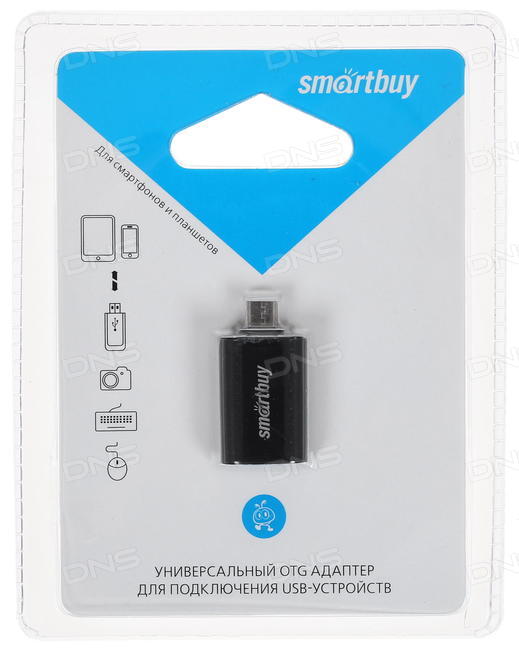 smartbuy
Для смартфонов и планшетов
smartbuy
УНИВЕРСАЛЬНЫЙ OTG АДАПТЕР
ДЛЯ ПОДКЛЮЧЕНИЯ USB-УСТРОЙСТВ
DNS